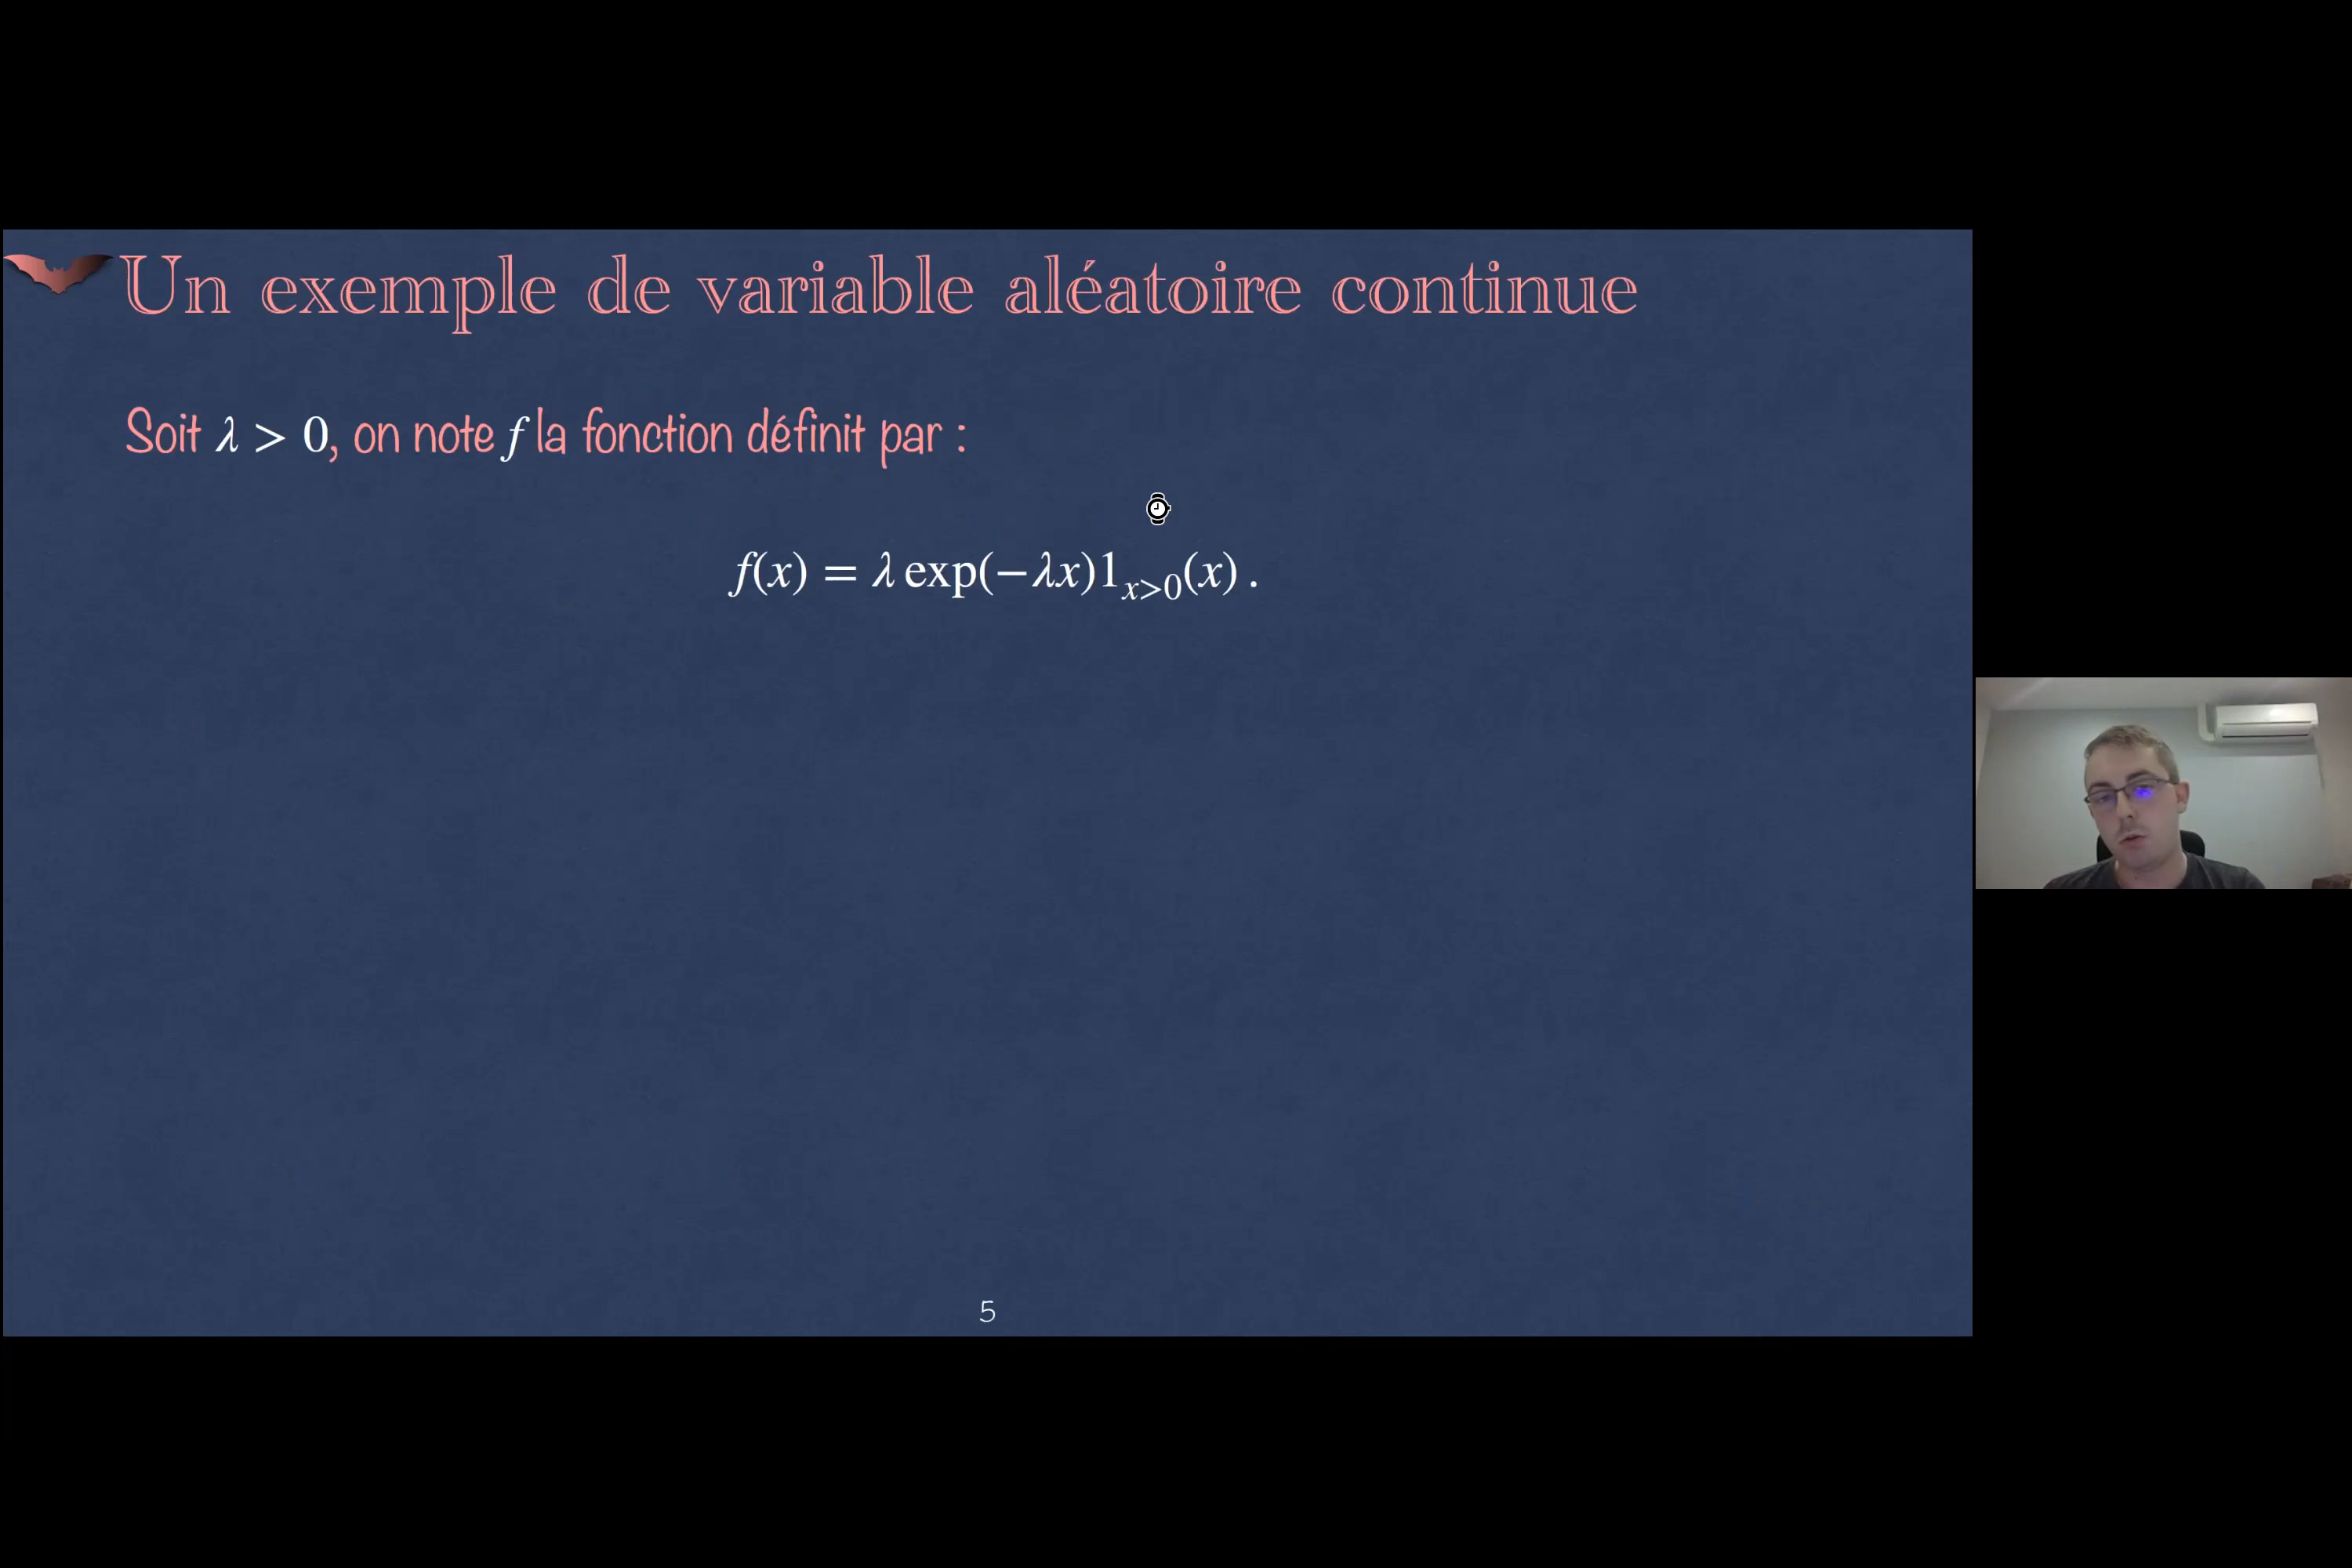 Un exemple de variable aléatoire continue
Soit λ > 0, on note f la fonction définit par :
f(x) = λ exp(−λx)1_{x>0}(x) .
5